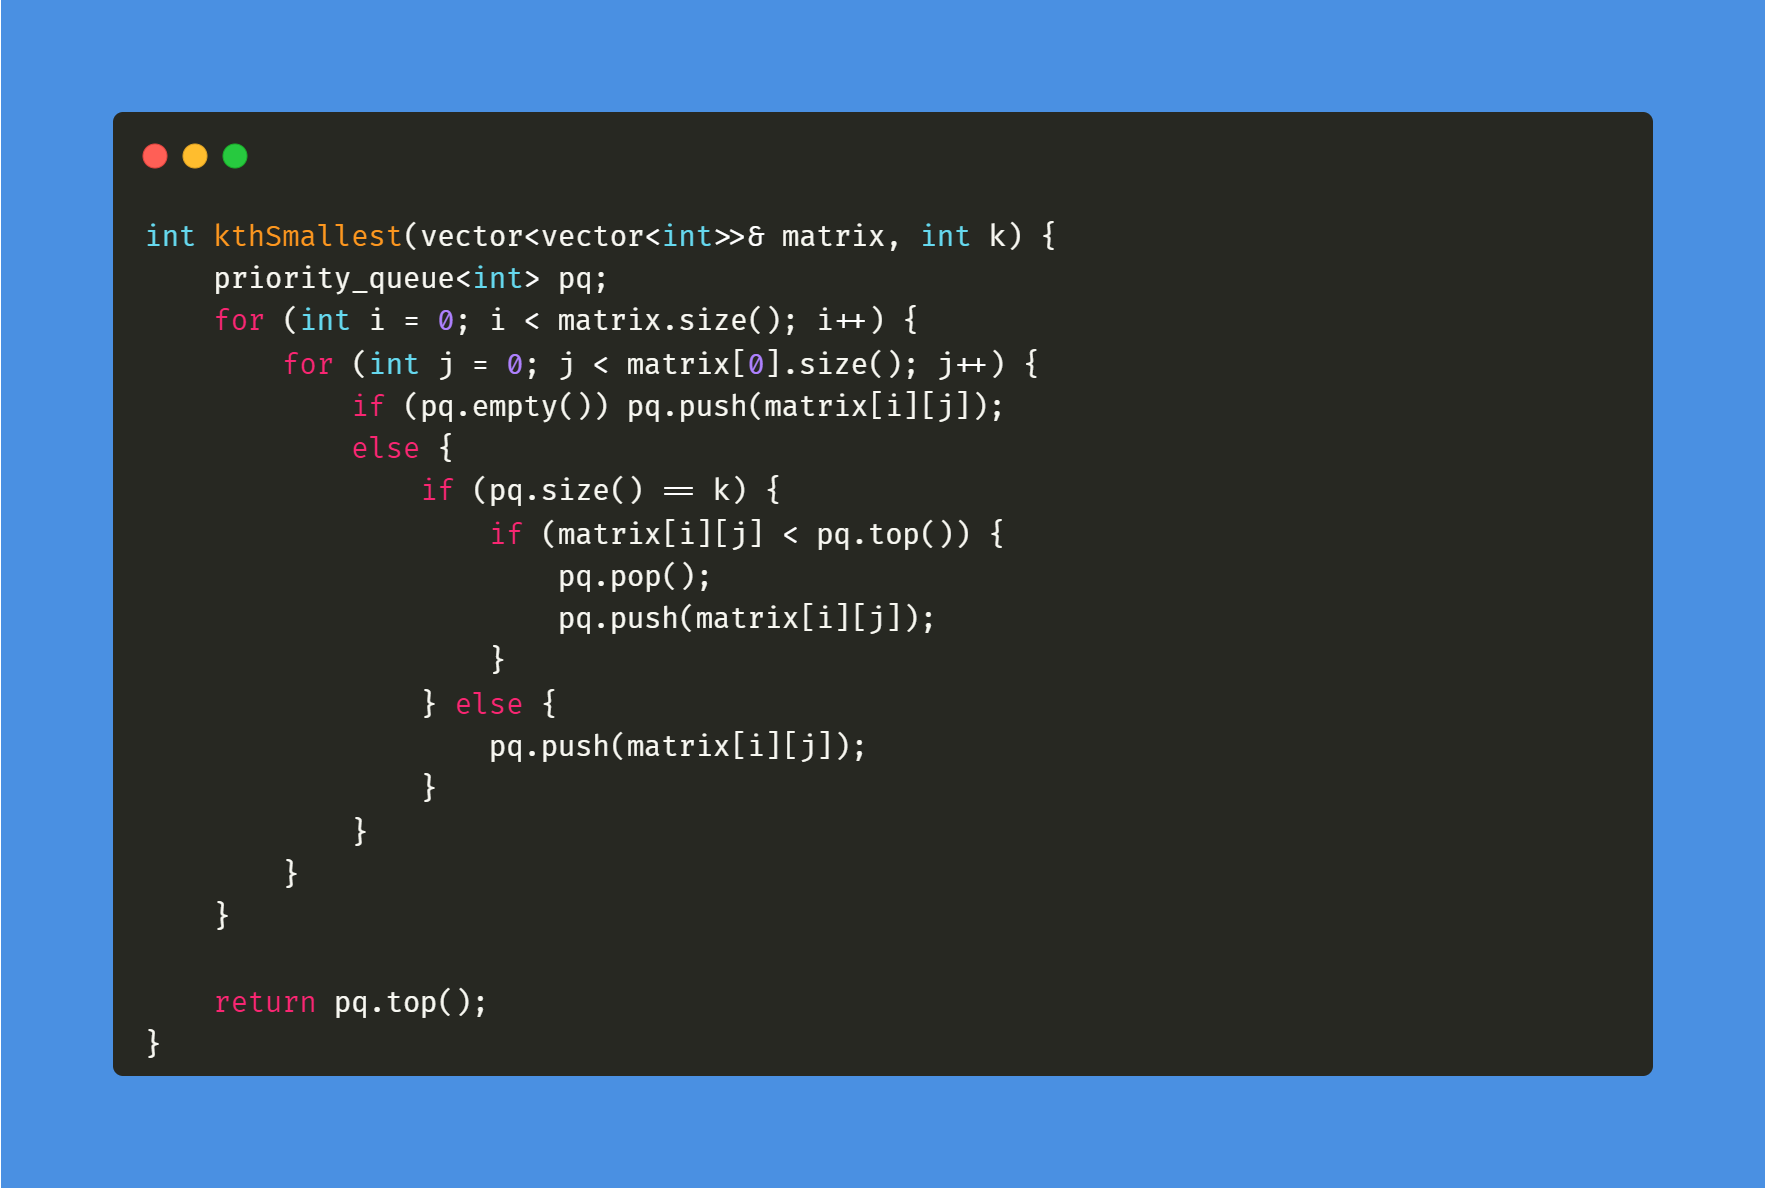 int kthSmallest(vector<vector<int>>& matrix, int k) {
    priority_queue<int> pq;
    for (int i = 0; i < matrix.size(); i++) {
        for (int j = 0; j < matrix[0].size(); j++) {
            if (pq.empty()) pq.push(matrix[i][j]);
            else {
                if (pq.size() == k) {
                    if (matrix[i][j] < pq.top()) {
                        pq.pop();
                        pq.push(matrix[i][j]);
                    }
                } else {
                    pq.push(matrix[i][j]);
                }
            }
        }
    }

    return pq.top();
}